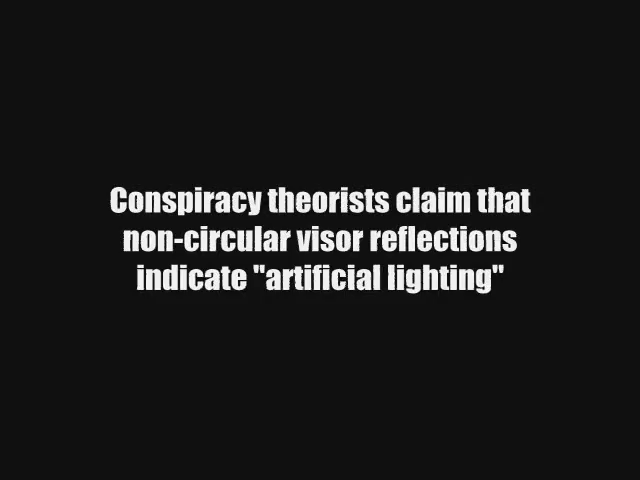 Conspiracy theorists claim that
non-circular visor reflections
indicate "artificial lighting"